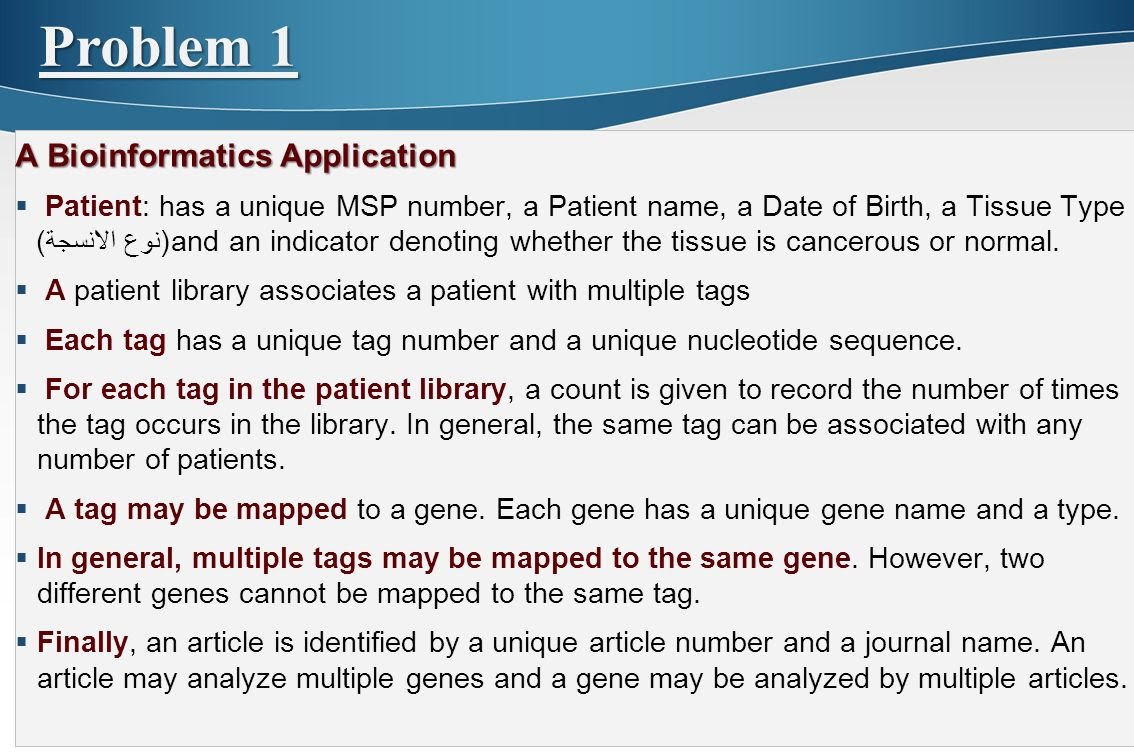 Problem 1
A Bioinformatics Application
▪ Patient: has a unique MSP number, a Patient name, a Date of Birth, a Tissue Type
(نوع الانسجة)and an indicator denoting whether the tissue is cancerous or normal.
▪ A patient library associates a patient with multiple tags
▪ Each tag has a unique tag number and a unique nucleotide sequence.
▪ For each tag in the patient library, a count is given to record the number of times
the tag occurs in the library. In general, the same tag can be associated with any
number of patients.
▪ A tag may be mapped to a gene. Each gene has a unique gene name and a type.
▪ In general, multiple tags may be mapped to the same gene. However, two
different genes cannot be mapped to the same tag.
▪ Finally, an article is identified by a unique article number and a journal name. An
article may analyze multiple genes and a gene may be analyzed by multiple articles.